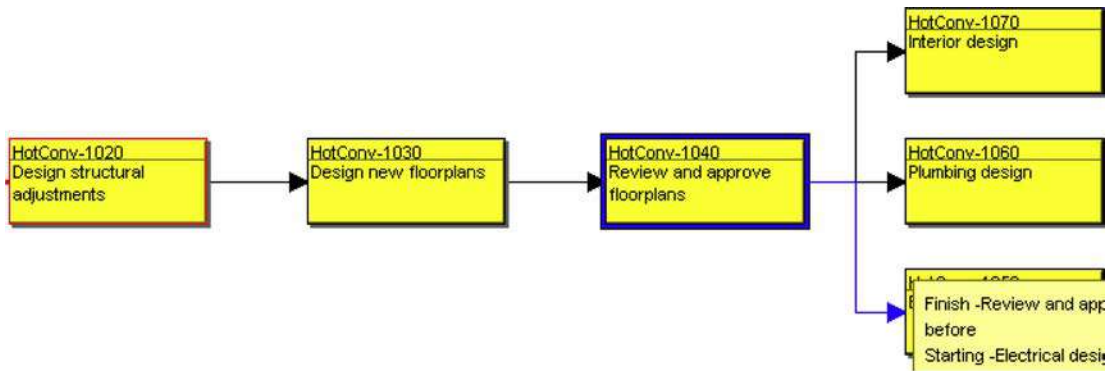 HotConv-1070
Interior design
HotConv-1020
Design structural
adjustments
HotConv-1030
Design new floorplans
HotConv-1040
Review and approve
floorplans
HotConv-1060
Plumbing design
Finish -Review and app
before
Starting -Electrical desig